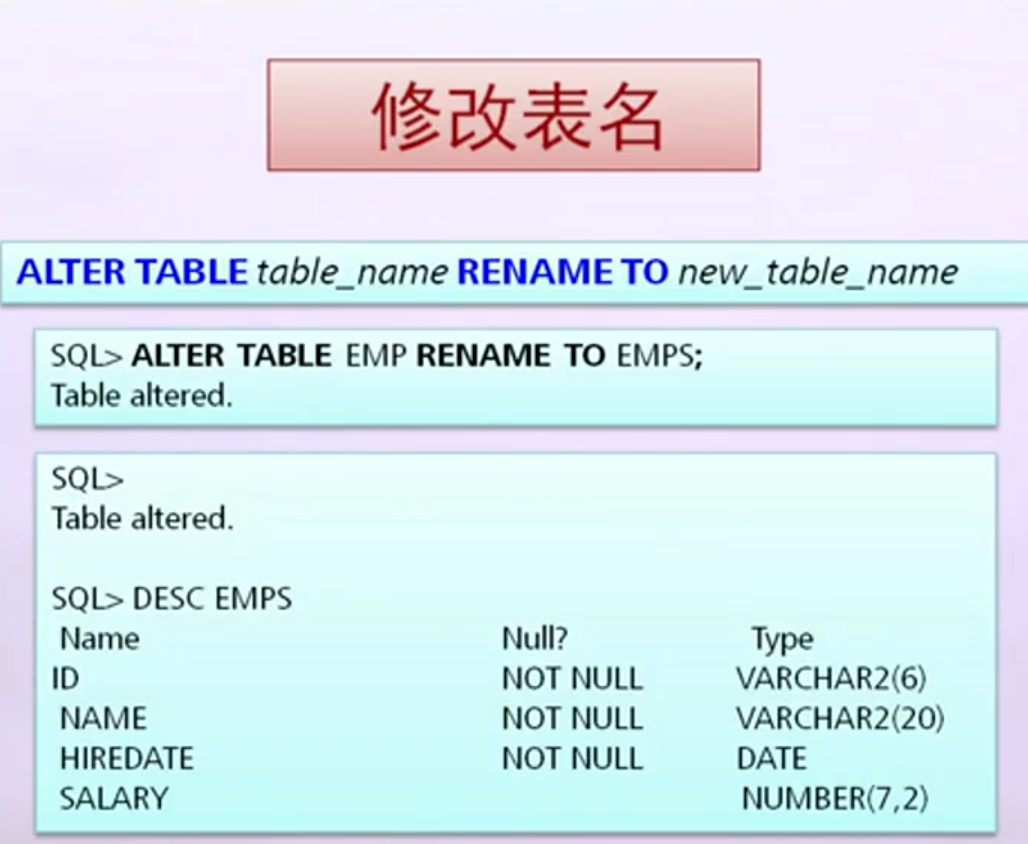 修改表名
ALTER TABLE table_name RENAME TO new_table_name
SQL> ALTER TABLE EMP RENAME TO EMPS;
Table altered.
SQL>
Table altered.
SQL> DESC EMPS
Name Null? Type
ID NOT NULL VARCHAR2(6)
NAME NOT NULL VARCHAR2(20)
HIREDATE NOT NULL DATE
SALARY NUMBER(7,2)